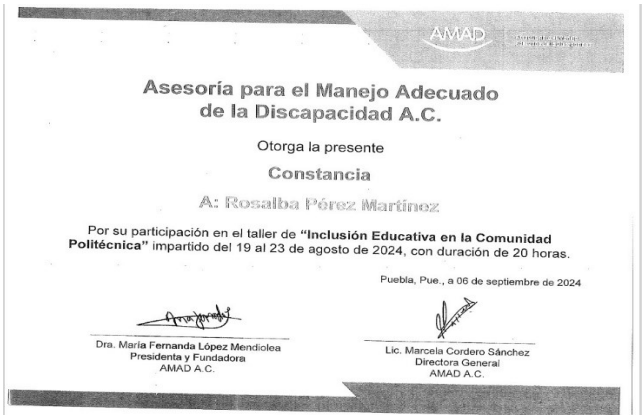 AMAD
Asesoría para el Manejo Adecuado
de la Discapacidad A.C.
Otorga la presente
Constancia
A: Rosalba Pérez Martínez
Por su participación en el taller de “Inclusión Educativa en la Comunidad
Politécnica” impartido del 19 al 23 de agosto de 2024, con duración de 20 horas.
Puebla, Pue., a 06 de septiembre de 2024
Dra. María Fernanda López Mendiolea
Presidenta y Fundadora
AMAD A.C.
Lic. Marcela Cordero Sánchez
Directora General
AMAD A.C.